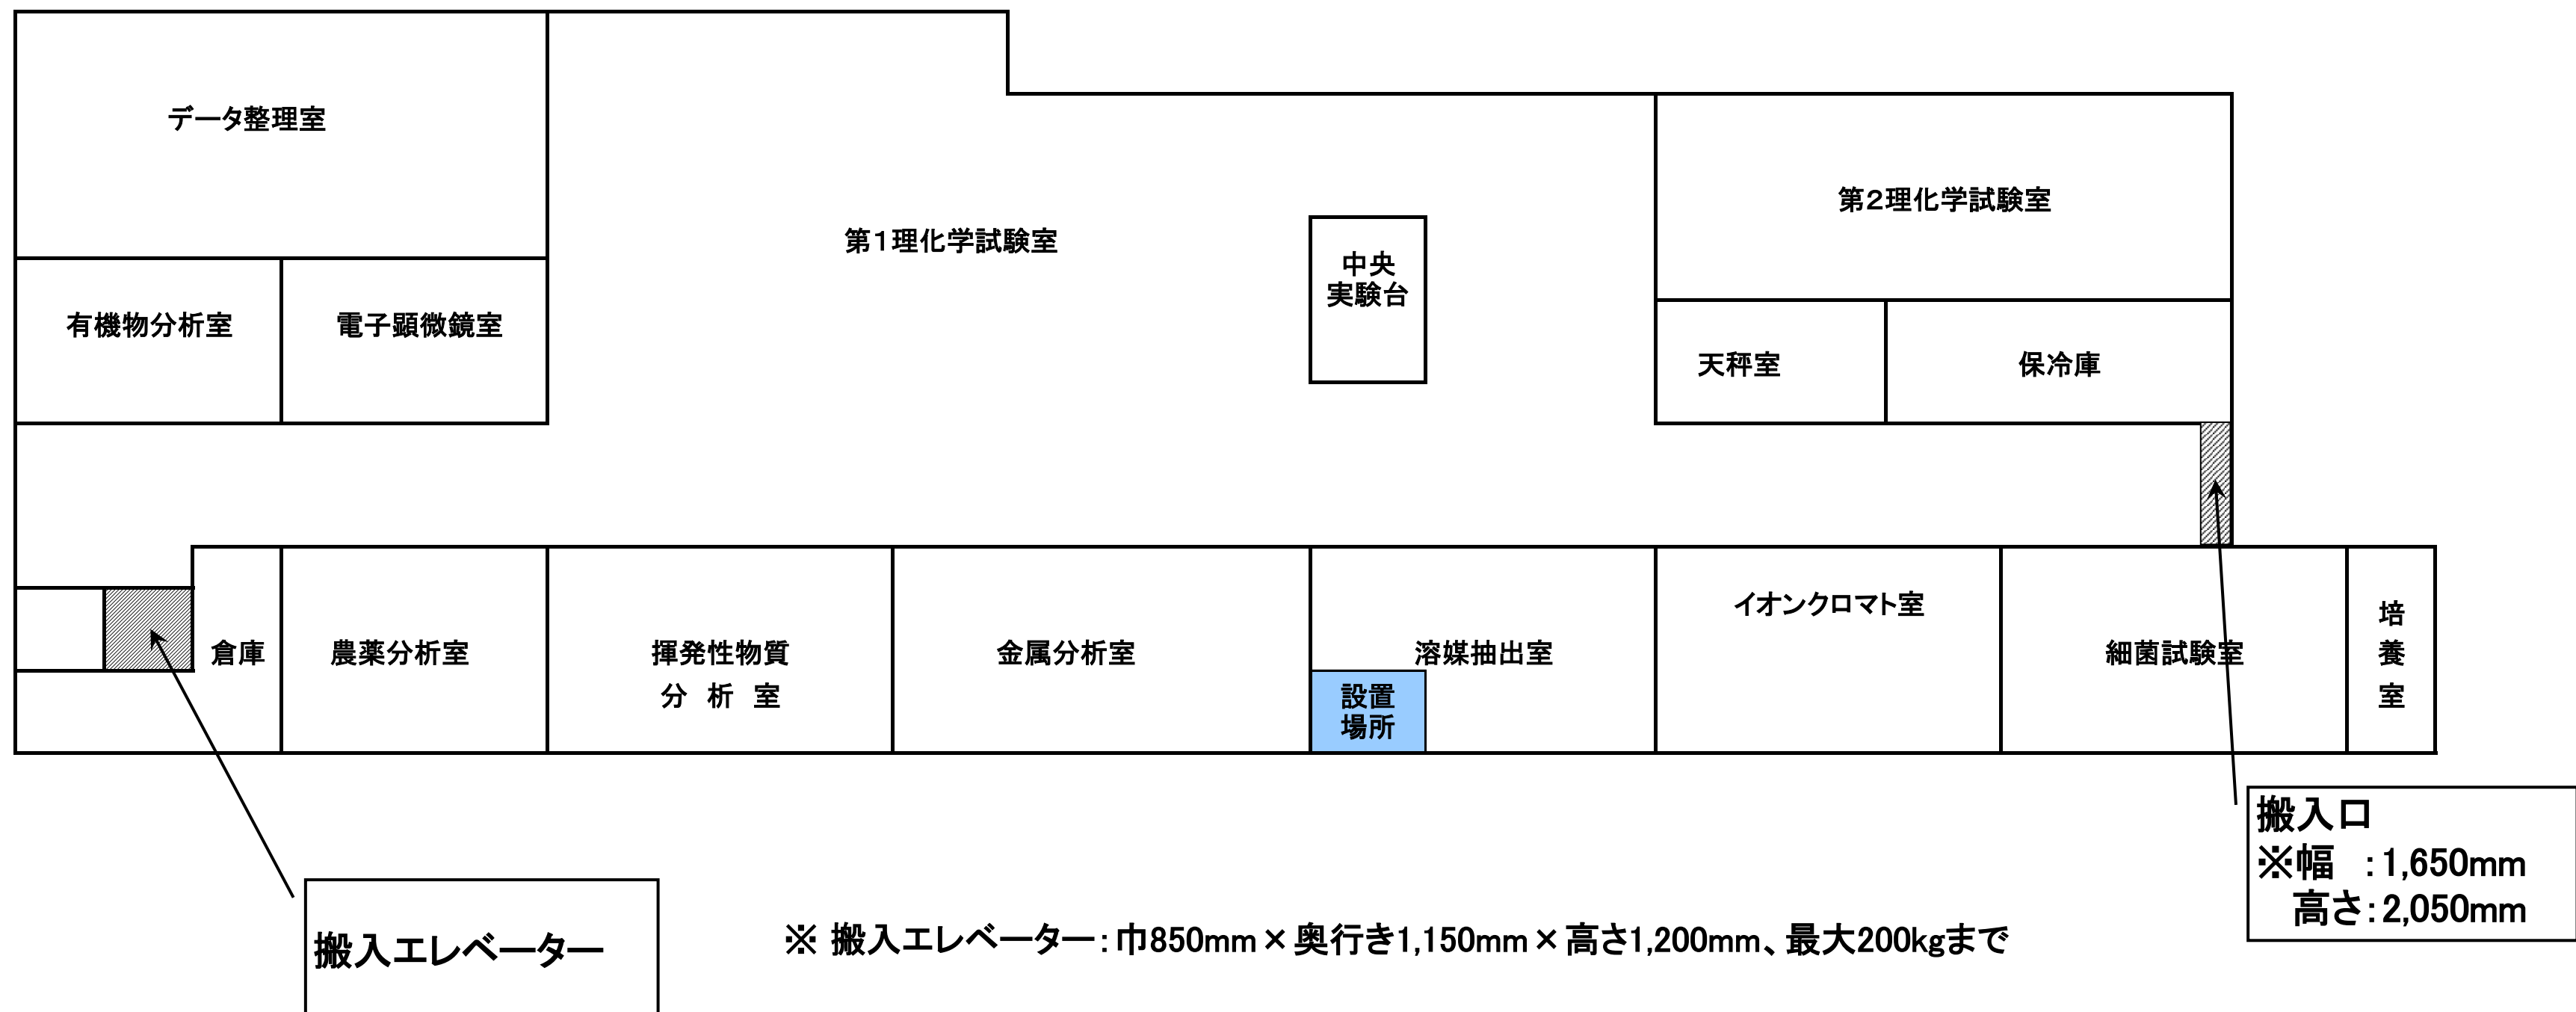 データ整理室
第2理化学試験室
第1理化学試験室
中央
実験台
有機物分析室
電子顕微鏡室
天秤室
保冷庫
倉庫
農薬分析室
揮発性物質
分 析 室
金属分析室
溶媒抽出室
設置
場所
イオンクロマト室
細菌試験室
培
養
室
搬入口
※幅 :1,650mm
高さ:2,050mm
搬入エレベーター
※ 搬入エレベーター:巾850mm×奥行き1,150mm×高さ1,200mm、最大200kgまで